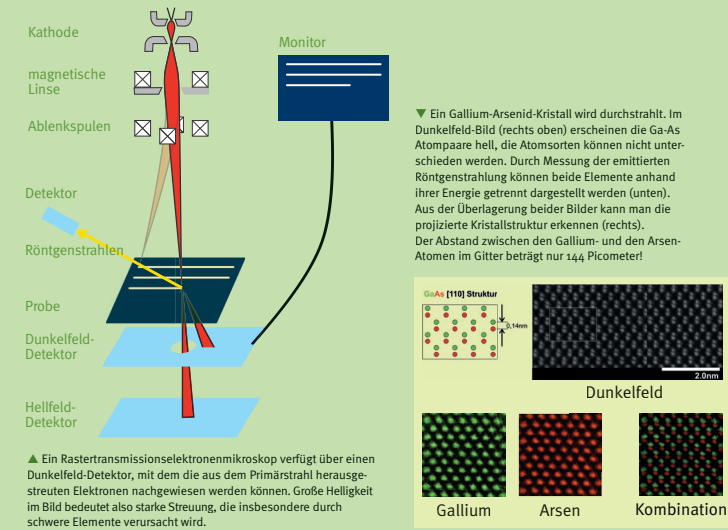 Kathode
magnetische
Linse
Ablenkspulen
Detektor
Röntgenstrahlen
Probe
Dunkelfeld-
Detektor
Hellfeld-
Detektor
Monitor
▲ Ein Rastertransmissionselektronenmikroskop verfügt über einen
Dunkelfeld-Detektor, mit dem die aus dem Primärstrahl herausge-
streuten Elektronen nachgewiesen werden können. Große Helligkeit
im Bild bedeutet also starke Streuung, die insbesondere durch
schwere Elemente verursacht wird.
▼ Ein Gallium-Arsenid-Kristall wird durchstrahlt. Im
Dunkelfeld-Bild (rechts oben) erscheinen die Ga-As
Atompaare hell, die Atomsorten können nicht unter-
schieden werden. Durch Messung der emittierten
Röntgenstrahlung können beide Elemente anhand
ihrer Energie getrennt dargestellt werden (unten).
Aus der Überlagerung beider Bilder kann man die
projizierte Kristallstruktur erkennen (rechts).
Der Abstand zwischen den Gallium- und den Arsen-
Atomen im Gitter beträgt nur 144 Picometer!
GaAs [110] Struktur
0,14nm
2.0nm
Dunkelfeld
Gallium
Arsen
Kombination